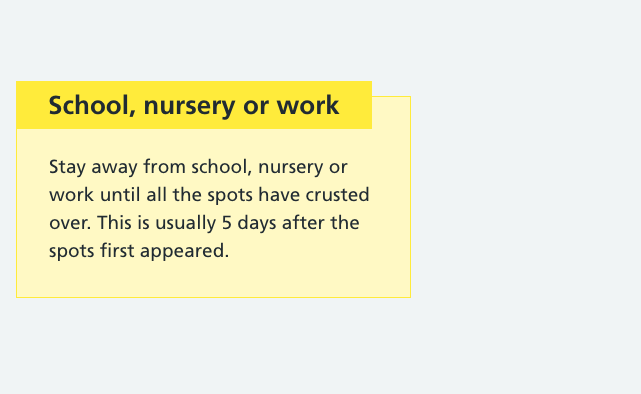 School, nursery or work
Stay away from school, nursery or
work until all the spots have crusted
over. This is usually 5 days after the
spots first appeared.